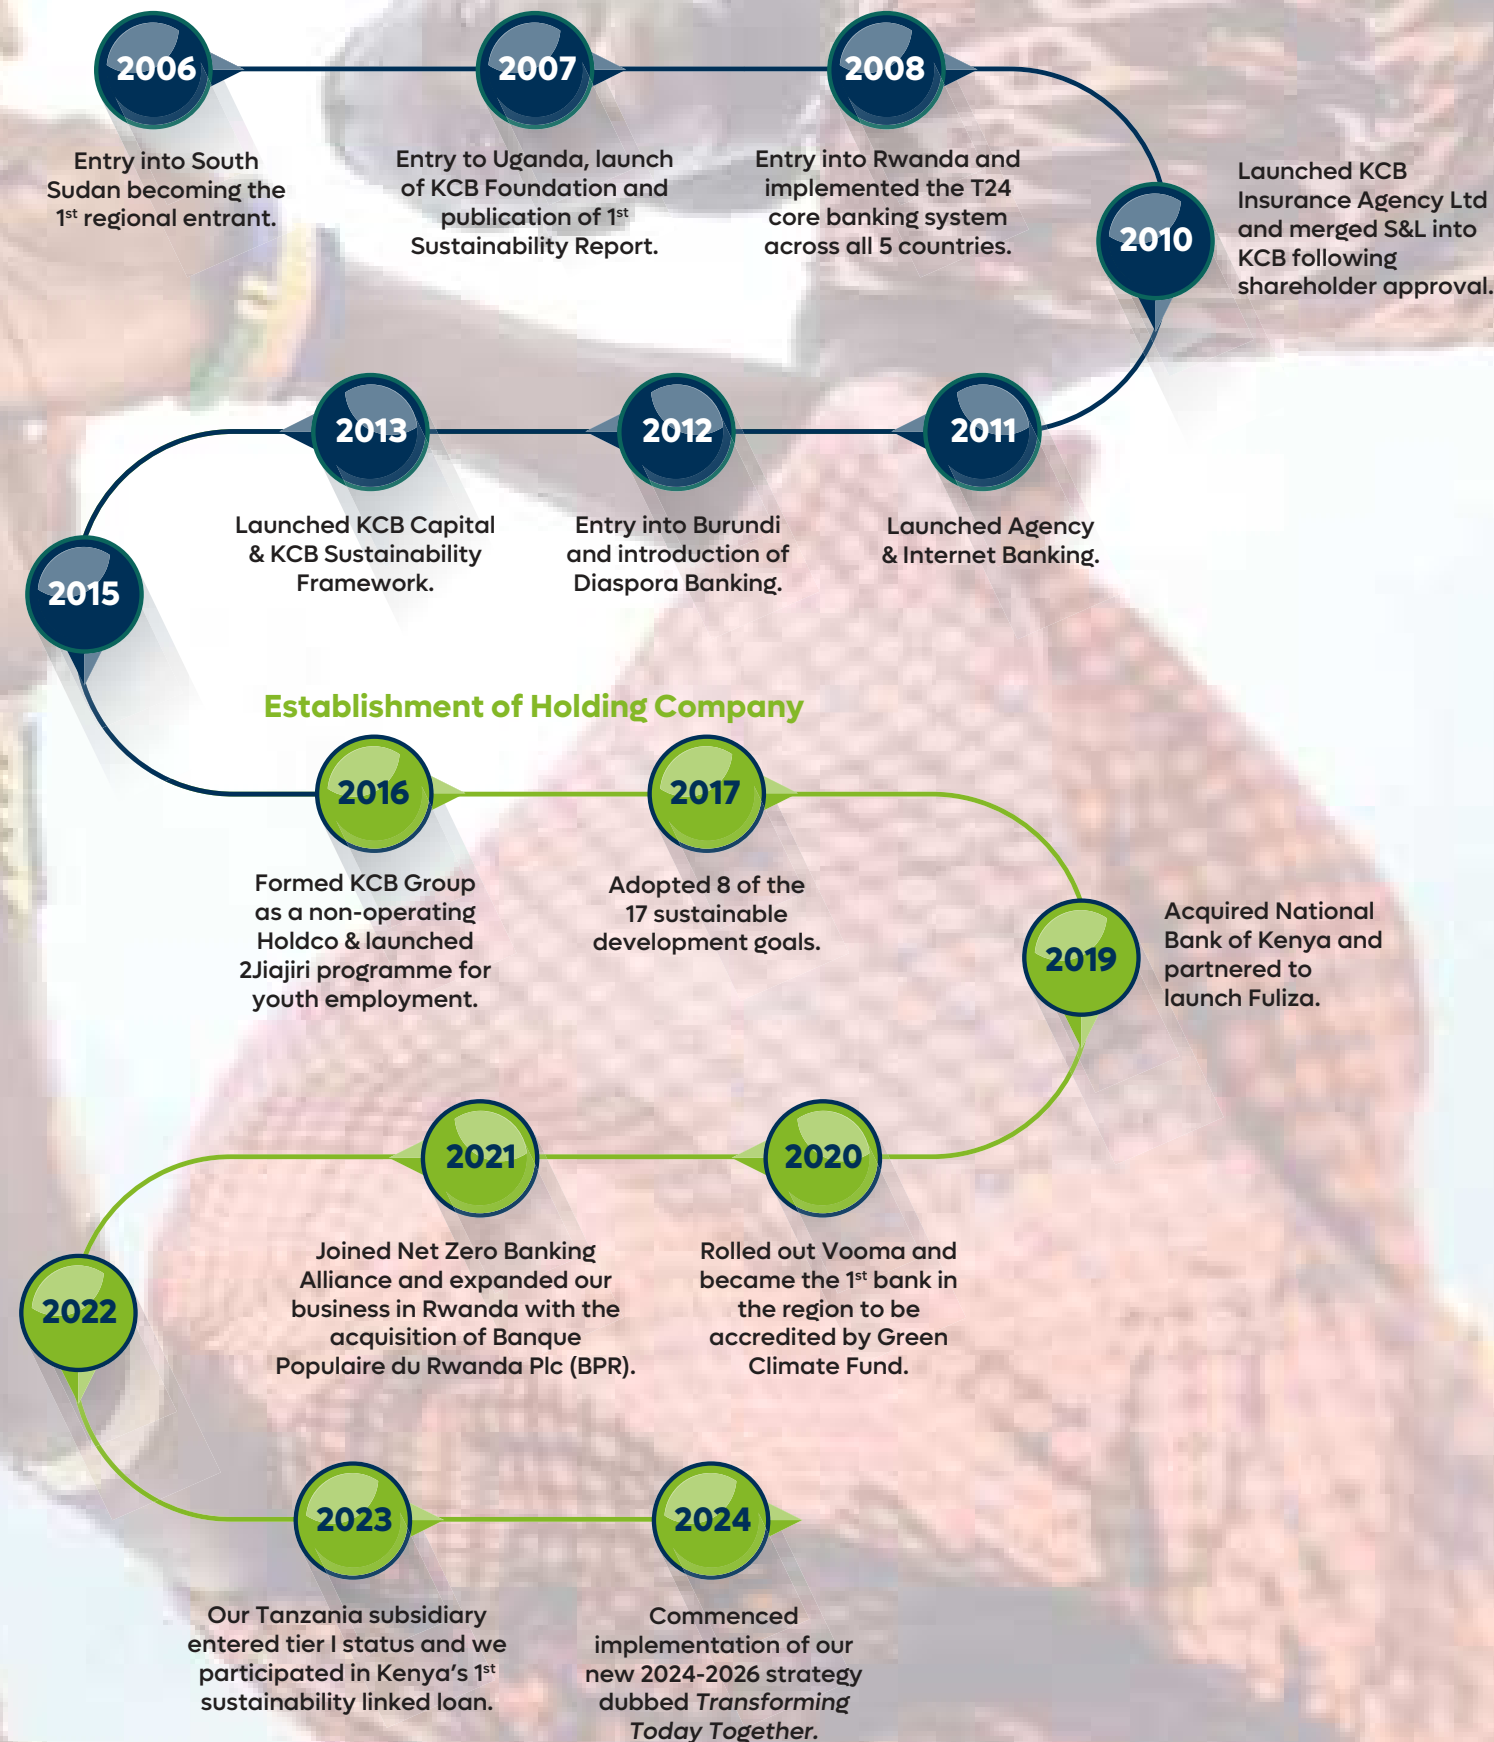 2006
Entry into South
Sudan becoming the
1st regional entrant.
2007
Entry to Uganda, launch
of KCB Foundation and
publication of 1st
Sustainability Report.
2008
Entry into Rwanda and
implemented the T24
core banking system
across all 5 countries.
2010
Launched KCB
Insurance Agency Ltd
and merged S&L into
KCB following
shareholder approval.
2011
Launched Agency
& Internet Banking.
2012
Entry into Burundi
and introduction of
Diaspora Banking.
2013
Launched KCB Capital
& KCB Sustainability
Framework.
2015
Establishment of Holding Company
2016
Formed KCB Group
as a non-operating
Holdco & launched
2Jiajiri programme for
youth employment.
2017
Adopted 8 of the
17 sustainable
development goals.
2019
Acquired National
Bank of Kenya and
partnered to
launch Fuliza.
2020
Rolled out Vooma and
became the 1st bank in
the region to be
accredited by Green
Climate Fund.
2021
Joined Net Zero Banking
Alliance and expanded our
business in Rwanda with the
acquisition of Banque
Populaire du Rwanda Plc (BPR).
2022
2023
Our Tanzania subsidiary
entered tier I status and we
participated in Kenya's 1st
sustainability linked loan.
2024
Commenced
implementation of our
new 2024-2026 strategy
dubbed Transforming
Today Together.